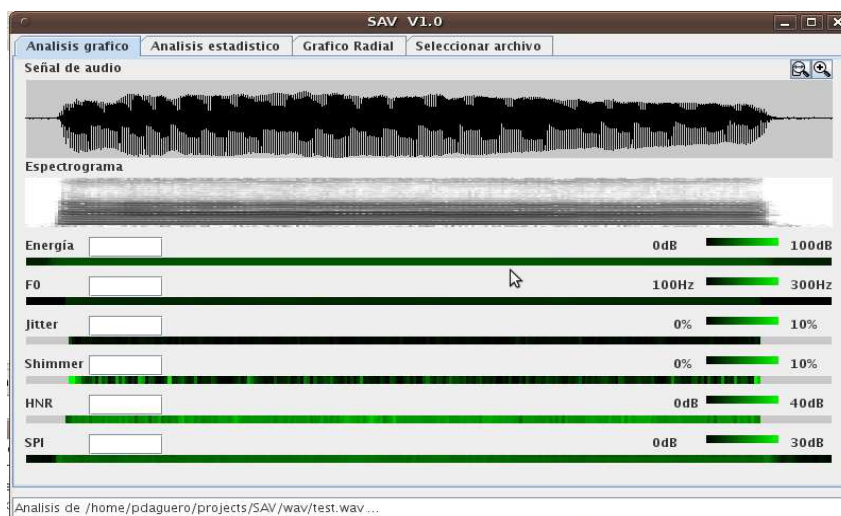 SAV V1.0
Analisis grafico Analisis estadistico Grafico Radial Seleccionar archivo
Señal de audio
Espectrograma
Energía 0dB 100dB
F0 100Hz 300Hz
Jitter 0% 10%
Shimmer 0% 10%
HNR 0dB 40dB
SPI 0dB 30dB
Analisis de /home/pdaguero/projects/SAV/wav/test.wav ...